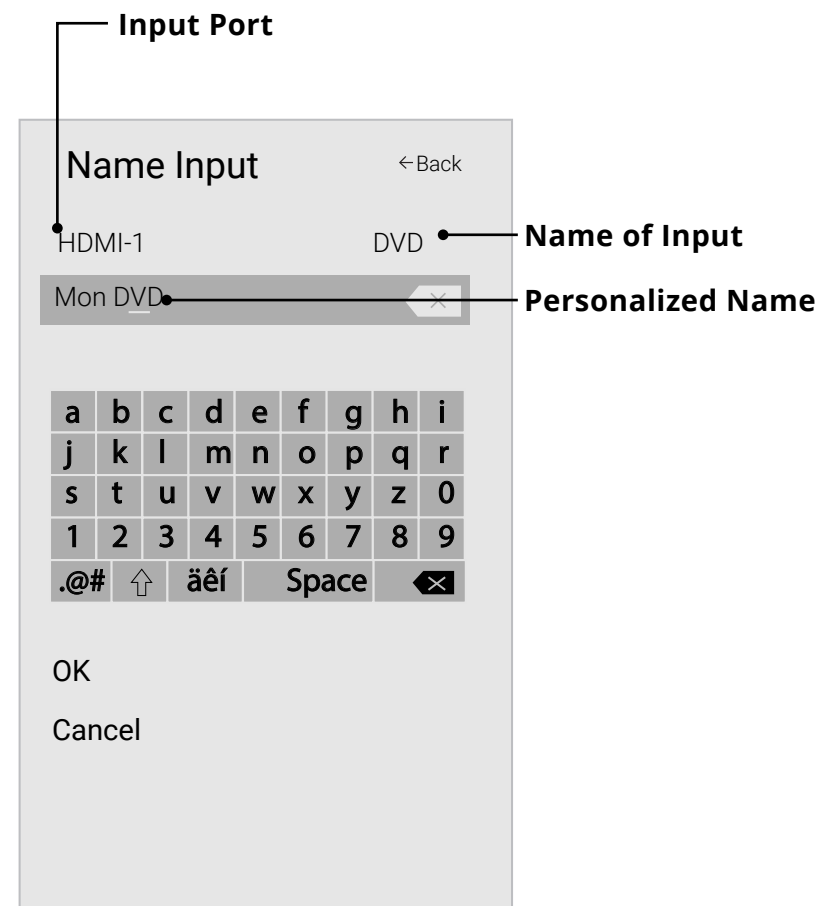 Input Port
Name Input ←Back
HDMI-1 DVD
Name of Input
Mon DVD
Personalized Name
a b c d e f g h i
j k l m n o p q r
s t u v w x y z 0
1 2 3 4 5 6 7 8 9
.@# äêí Space
OK
Cancel